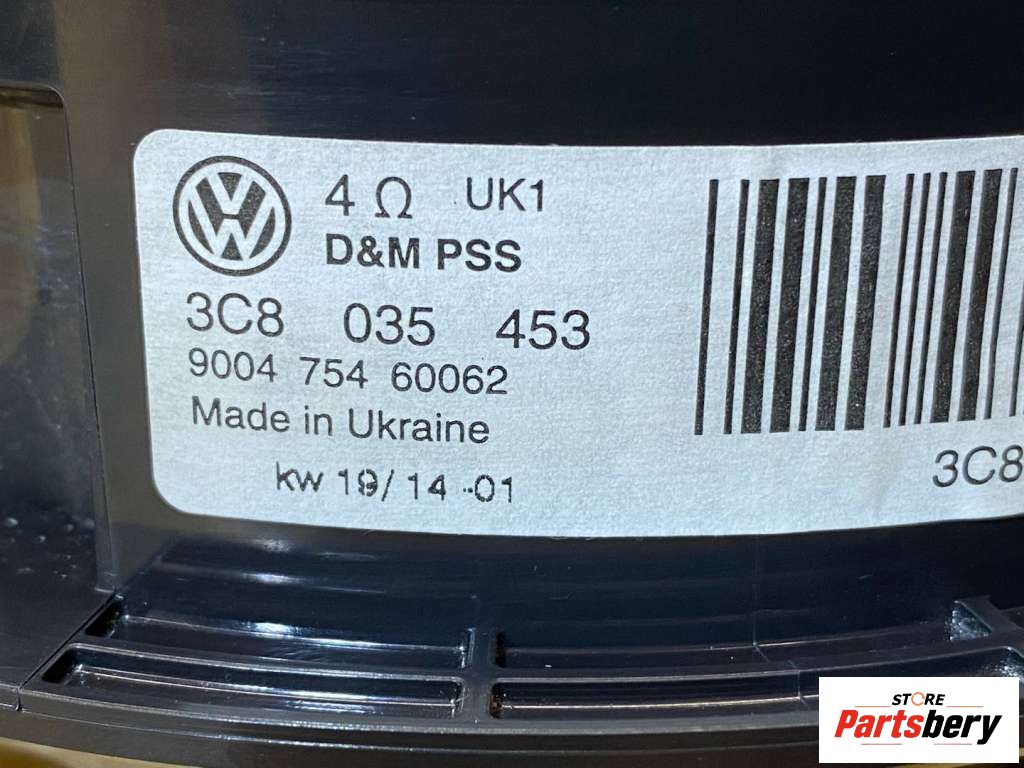 4 Ω UK1
D&M PSS
3C8 035 453
9004 754 60062
Made in Ukraine
kw 19/14 -01
3C8
STORE
Partsbery